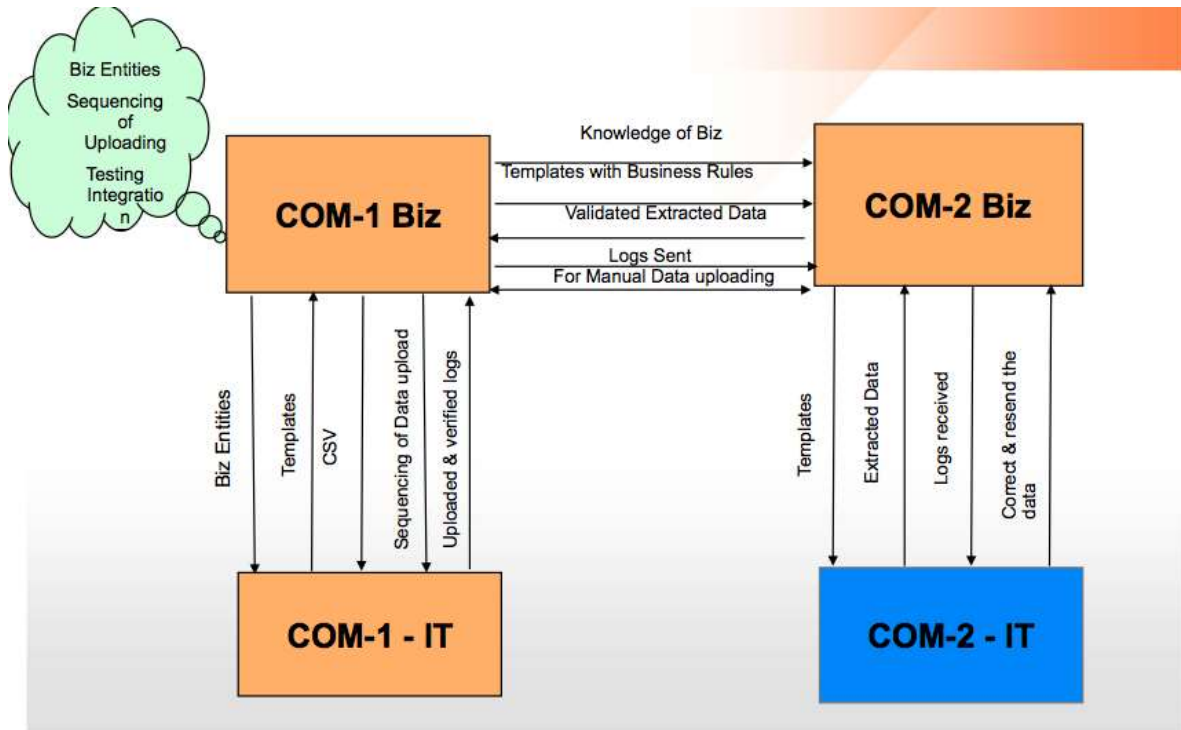 Biz Entities
Sequencing
of
Uploading
Testing
Integratio
n
COM-1 Biz
Knowledge of Biz
Templates with Business Rules
Validated Extracted Data
Logs Sent
For Manual Data uploading
COM-2 Biz
Biz Entities
Templates
CSV
Sequencing of Data upload
Uploaded & verified logs
Templates
Extracted Data
Logs received
Correct & resend the
data
COM-1 - IT
COM-2 - IT